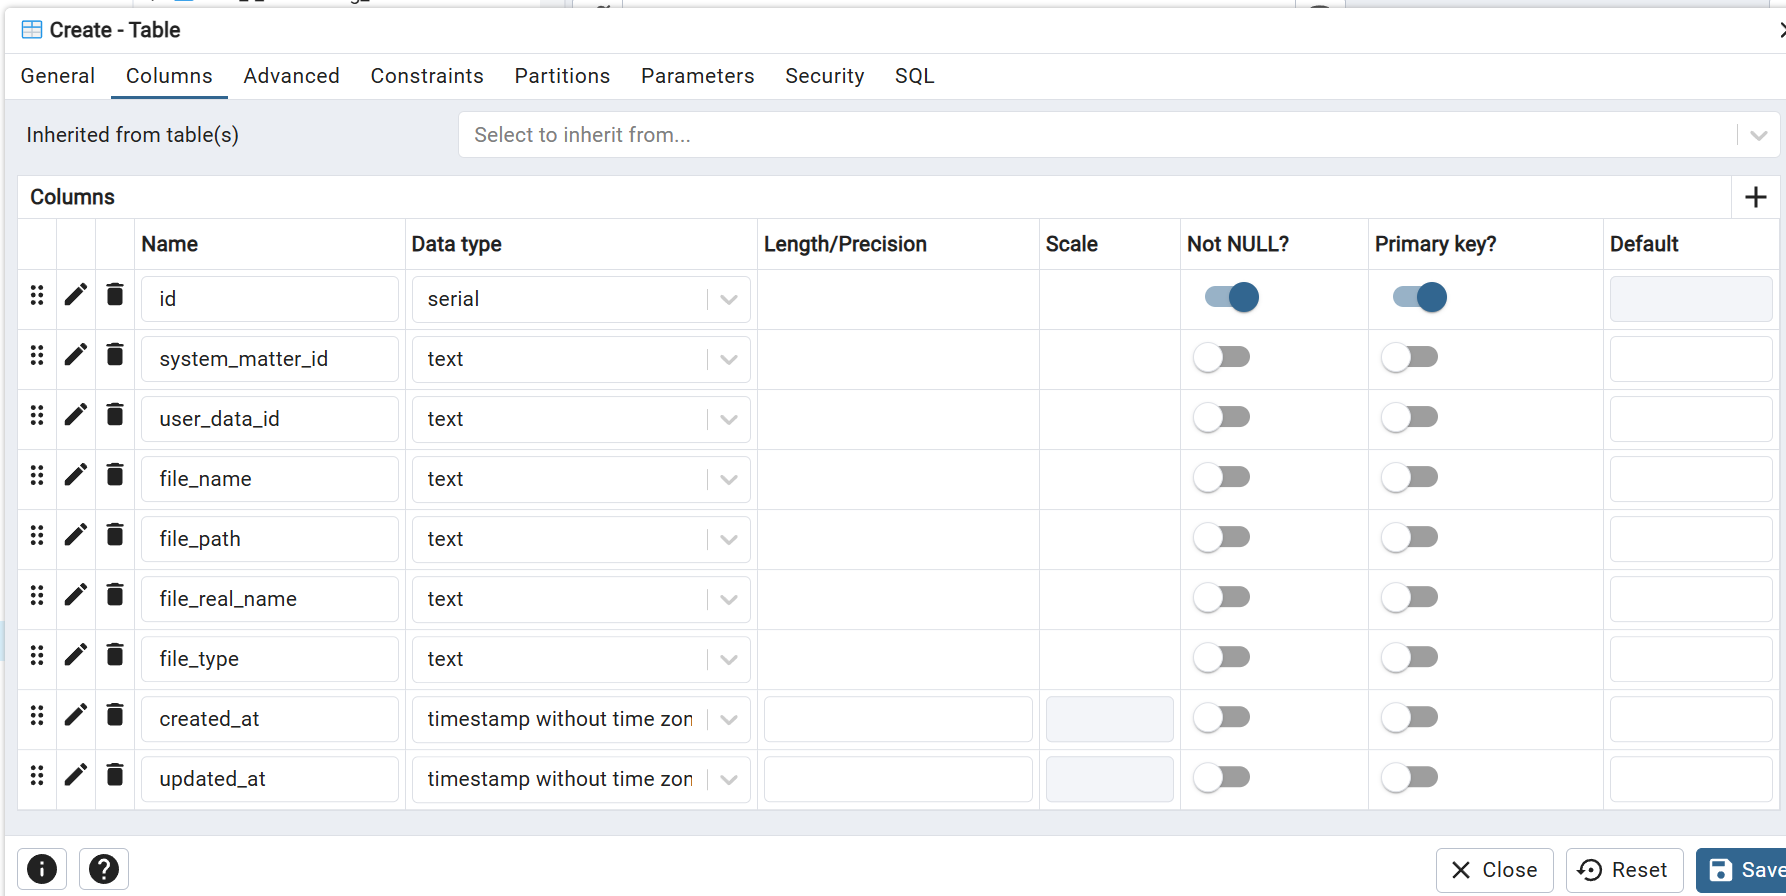 Create - Table
General Columns Advanced Constraints Partitions Parameters Security SQL
Inherited from table(s) Select to inherit from...
Columns
Name Data type Length/Precision Scale Not NULL? Primary key? Default
id serial
system_matter_id text
user_data_id text
file_name text
file_path text
file_real_name text
file_type text
created_at timestamp without time zon
updated_at timestamp without time zon
Close Reset Save